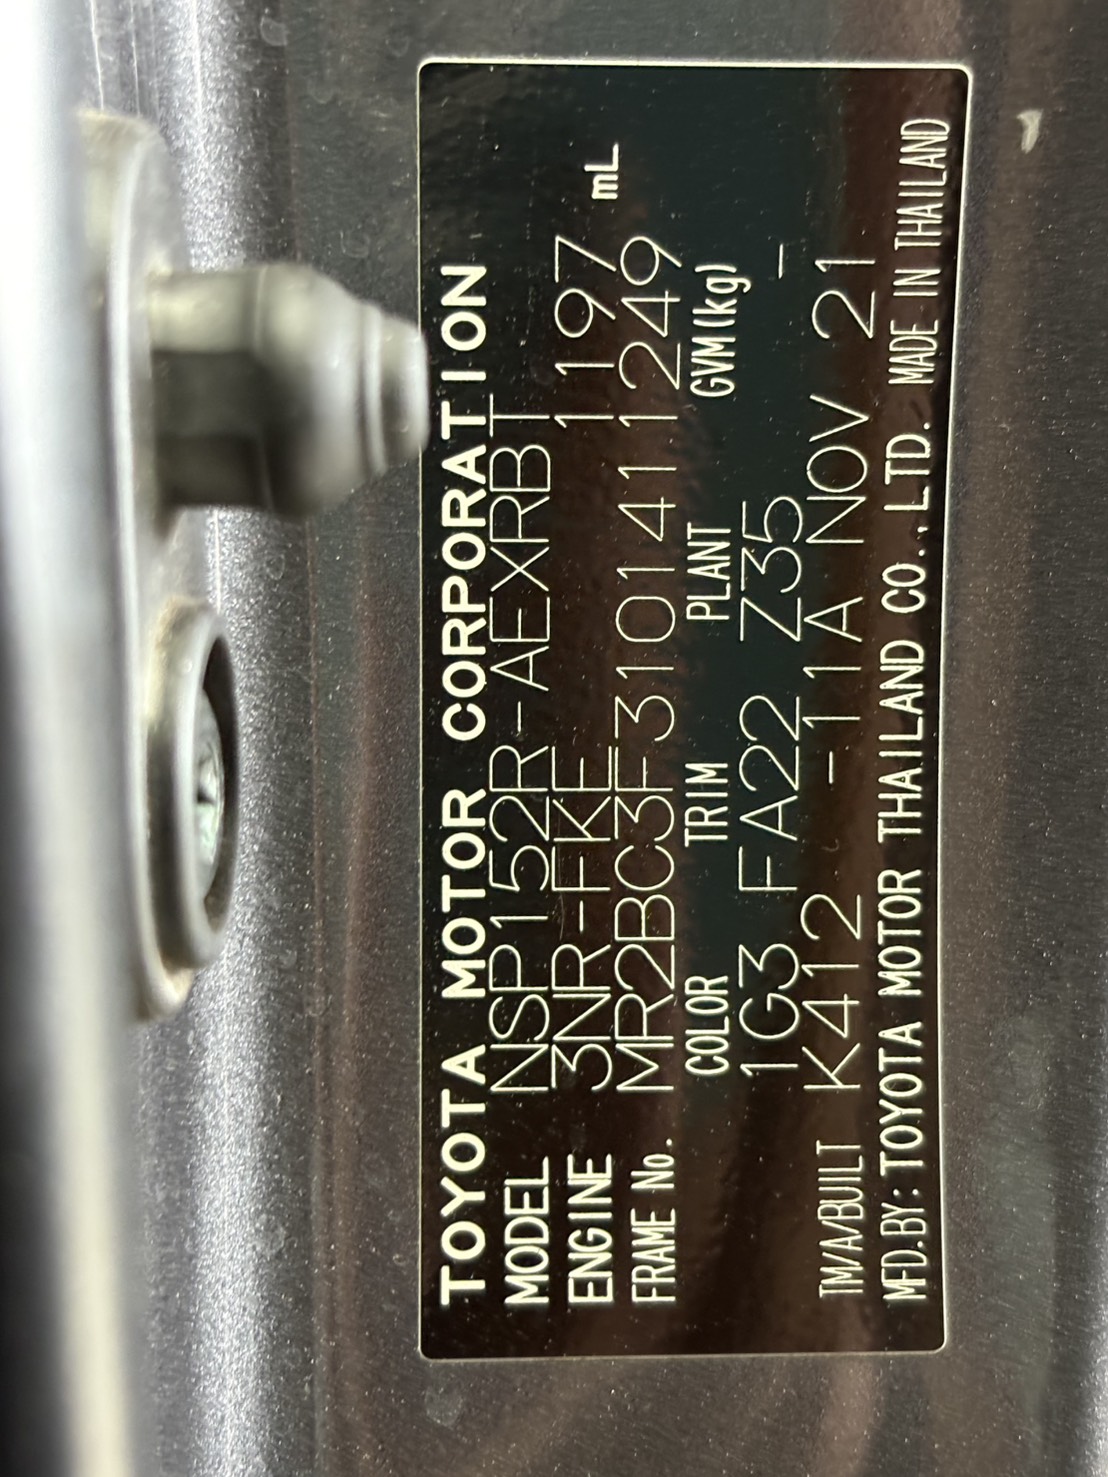 TOYOTA MOTOR CORPORATION
MODEL NSP152R-AEXRBT
ENGINE 3NR-FKE 1197 mL
FRAME No. MR2BC3F3101411249
COLOR TRIM PLANT GVM(kg)
1G3 FA22 Z35 -
TM/A/BUILT K412 -11A NOV 21
MFD.BY: TOYOTA MOTOR THAILAND CO.,LTD. MADE IN THAILAND